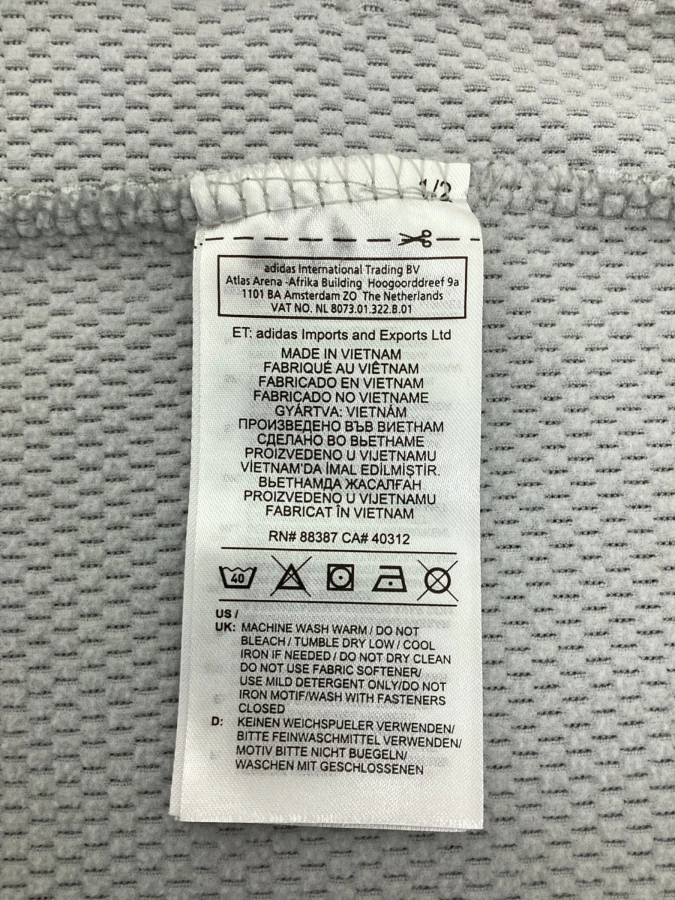 1/2
adidas International Trading BV
Atlas Arena -Afrika Building Hoogoorddreef 9a
1101 BA Amsterdam ZO The Netherlands
VAT NO. NL 8073.01.322.B.01
ET: adidas Imports and Exports Ltd
MADE IN VIETNAM
FABRIQUÉ AU VIÊTNAM
FABRICADO EN VIETNAM
FABRICADO NO VIETNAME
GYÁRTVA: VIETNÁM
ПРОИЗВЕДЕНО ВЪВ ВИЕТНАМ
СДЕЛАНО ВО ВЬЕТНАМЕ
PROIZVEDENO U VIJETNAMU
VİETNAM'DA İMAL EDİLMİŞTİR.
ВЬЕТНАМДА ЖАСАЛҒАН
PROIZVEDENO U VIJETNAMU
FABRICAT ÎN VIETNAM
RN# 88387 CA# 40312
40
US /
UK: MACHINE WASH WARM / DO NOT
BLEACH / TUMBLE DRY LOW / COOL
IRON IF NEEDED / DO NOT DRY CLEAN
DO NOT USE FABRIC SOFTENER/
USE MILD DETERGENT ONLY/DO NOT
IRON MOTIF/WASH WITH FASTENERS
CLOSED
D: KEINEN WEICHSPUELER VERWENDEN/
BITTE FEINWASCHMITTEL VERWENDEN/
MOTIV BITTE NICHT BUEGELN/
WASCHEN MIT GESCHLOSSENEN